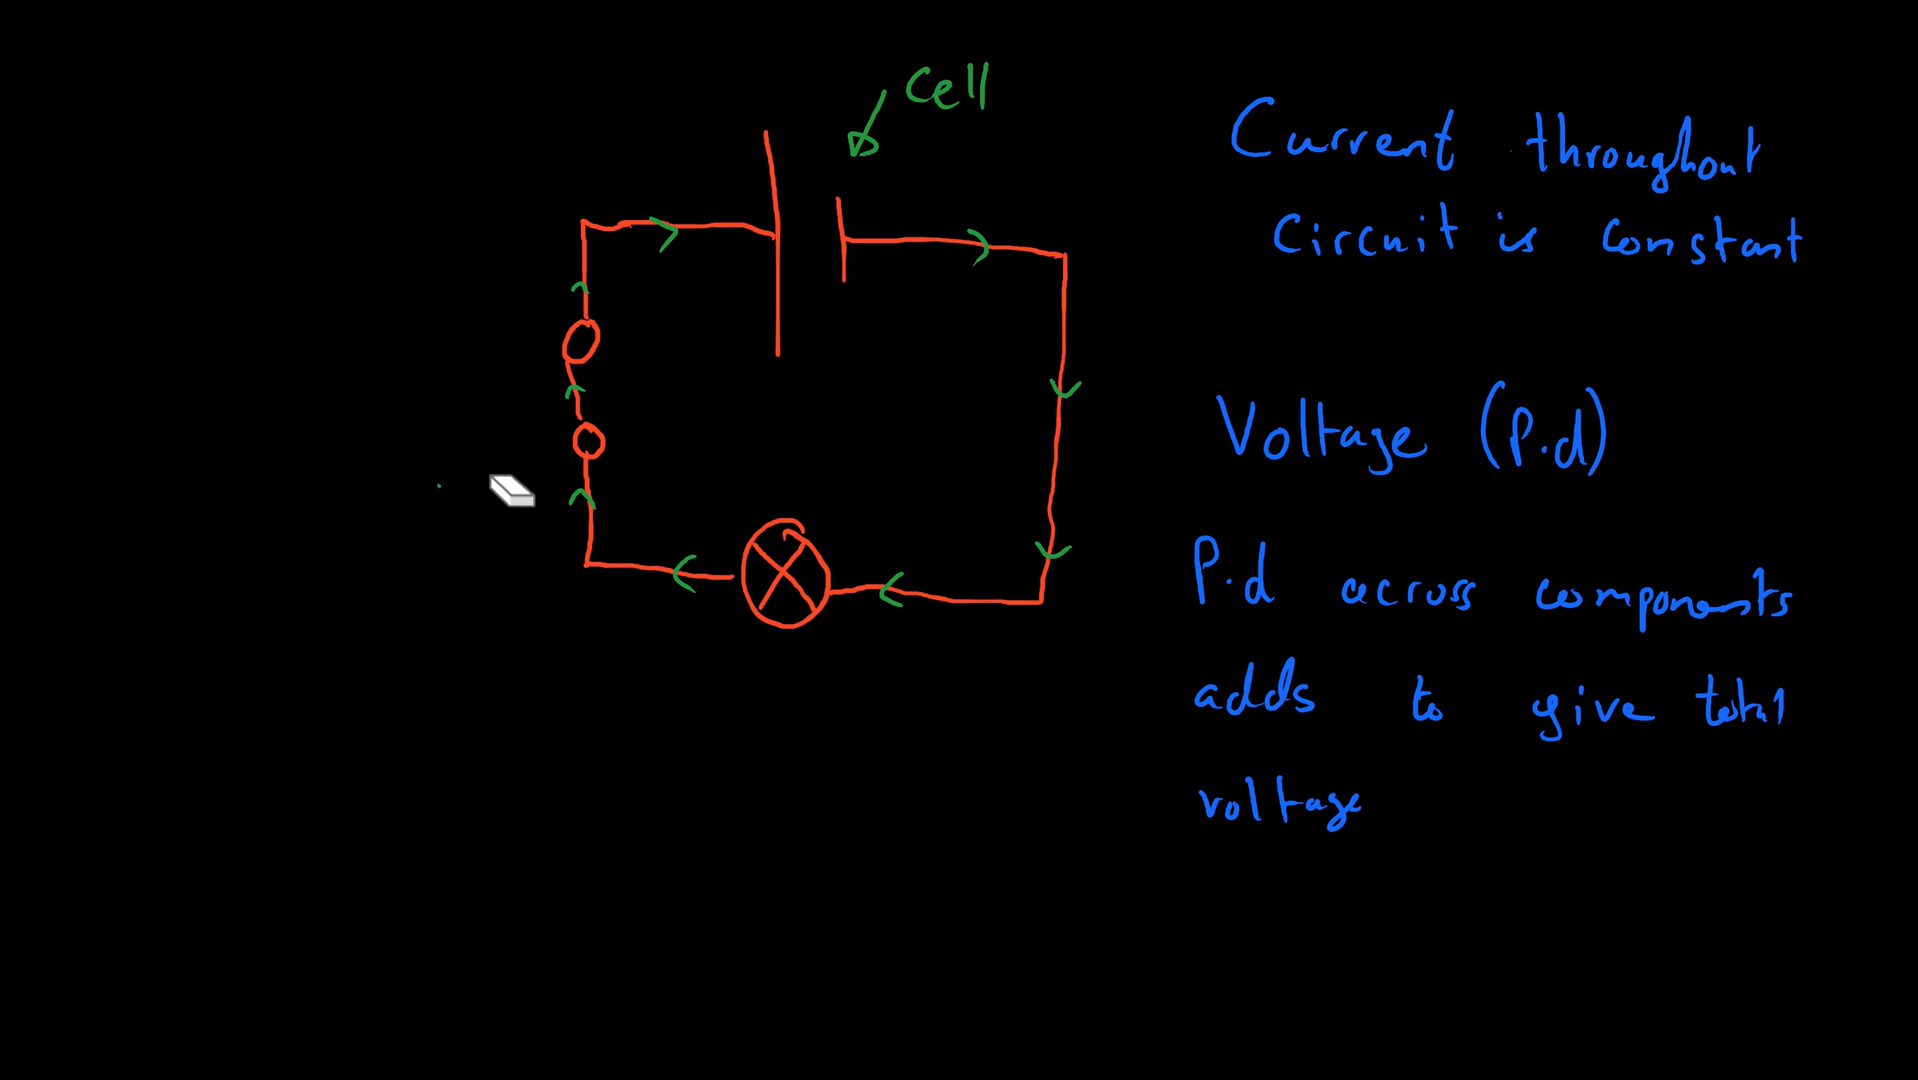 Cell
Current throughout
Circuit is constant
Voltage (P.d)
P.d across components
adds to give total
voltage